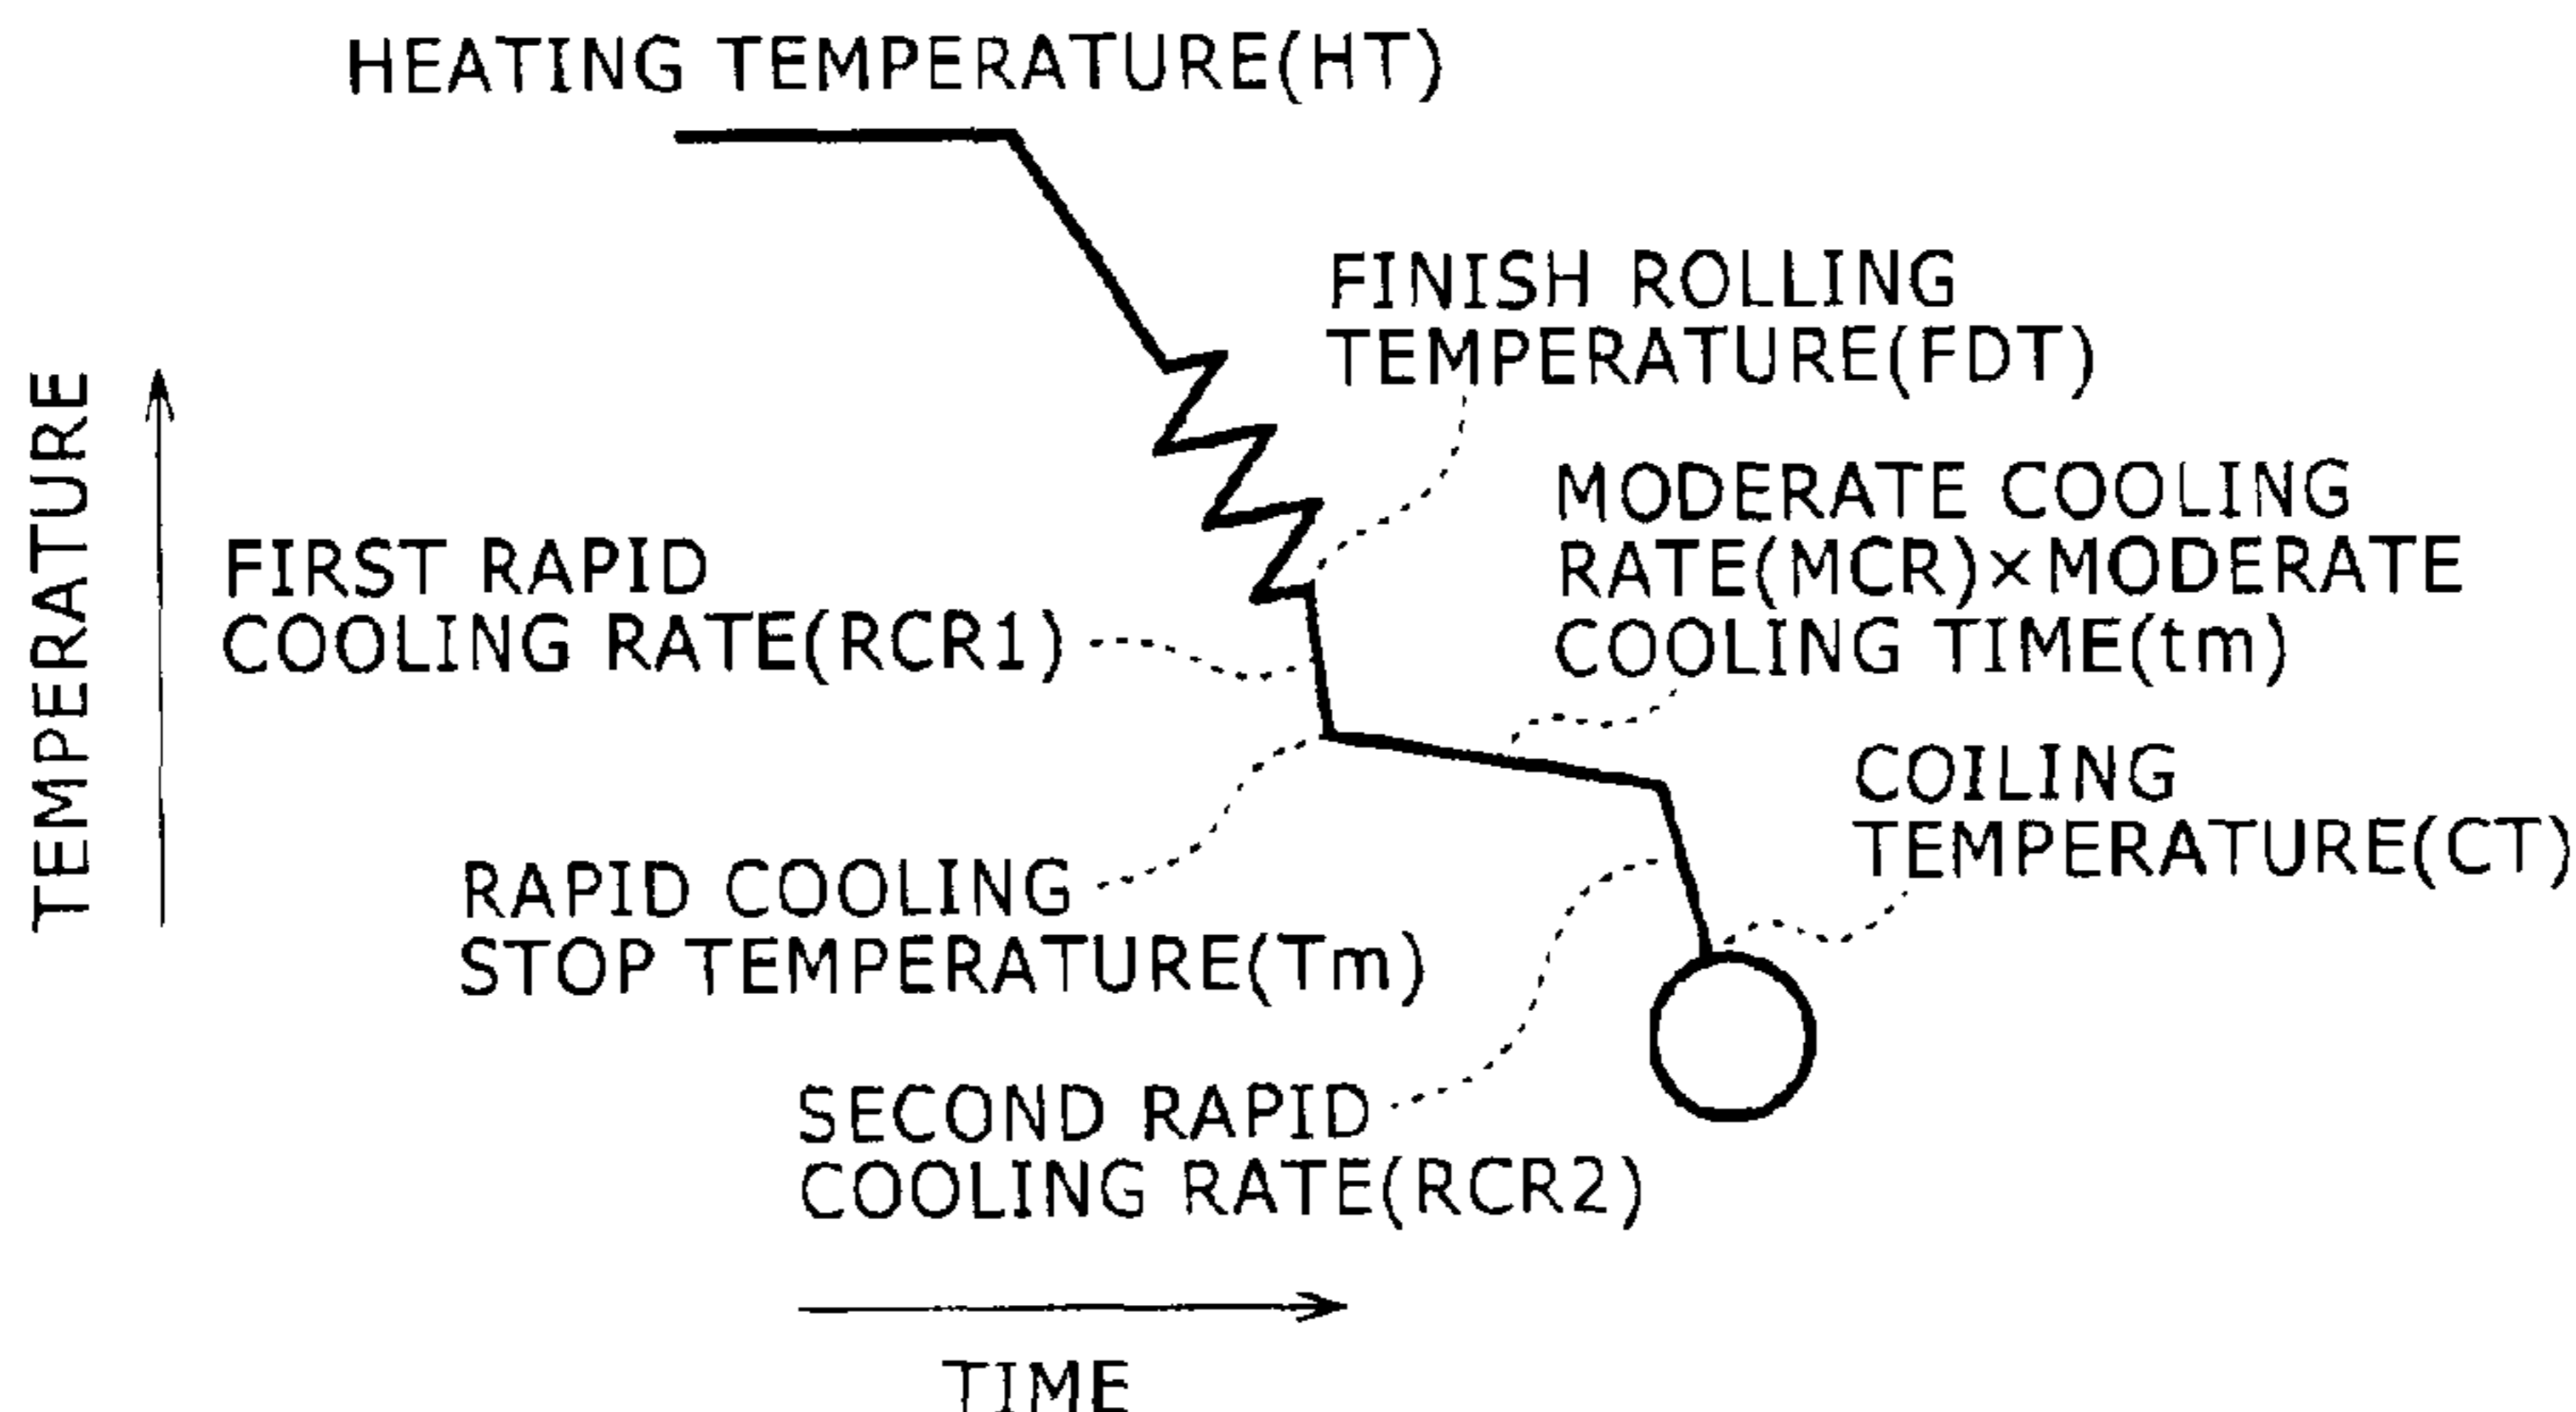 HEATING TEMPERATURE(HT)
FINISH ROLLING
TEMPERATURE(FDT)
MODERATE COOLING
RATE(MCR)×MODERATE
COOLING TIME(tm)
FIRST RAPID
COOLING RATE(RCR1)
TEMPERATURE
COILING
TEMPERATURE(CT)
RAPID COOLING
STOP TEMPERATURE(Tm)
SECOND RAPID
COOLING RATE(RCR2)
TIME